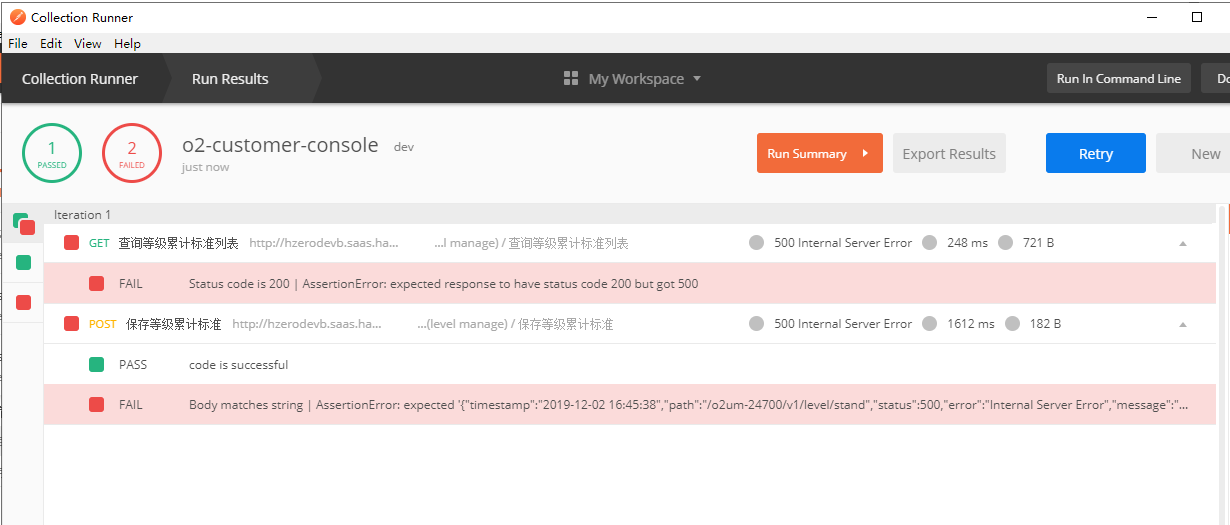 Collection Runner
File Edit View Help
Collection Runner Run Results My Workspace Run In Command Line Do
1 PASSED 2 FAILED o2-customer-console dev Run Summary Export Results Retry New
just now
Iteration 1
GET 查询等级累计标准列表 http://hzerodevb.saas.ha... ...l manage) / 查询等级累计标准列表 500 Internal Server Error 248 ms 721 B
FAIL Status code is 200 | AssertionError: expected response to have status code 200 but got 500
POST 保存等级累计标准 http://hzerodevb.saas.ha... ...(level manage) / 保存等级累计标准 500 Internal Server Error 1612 ms 182 B
PASS code is successful
FAIL Body matches string | AssertionError: expected '{"timestamp":"2019-12-02 16:45:38","path":"/o2um-24700/v1/level/stand","status":500,"error":"Internal Server Error","message":"...